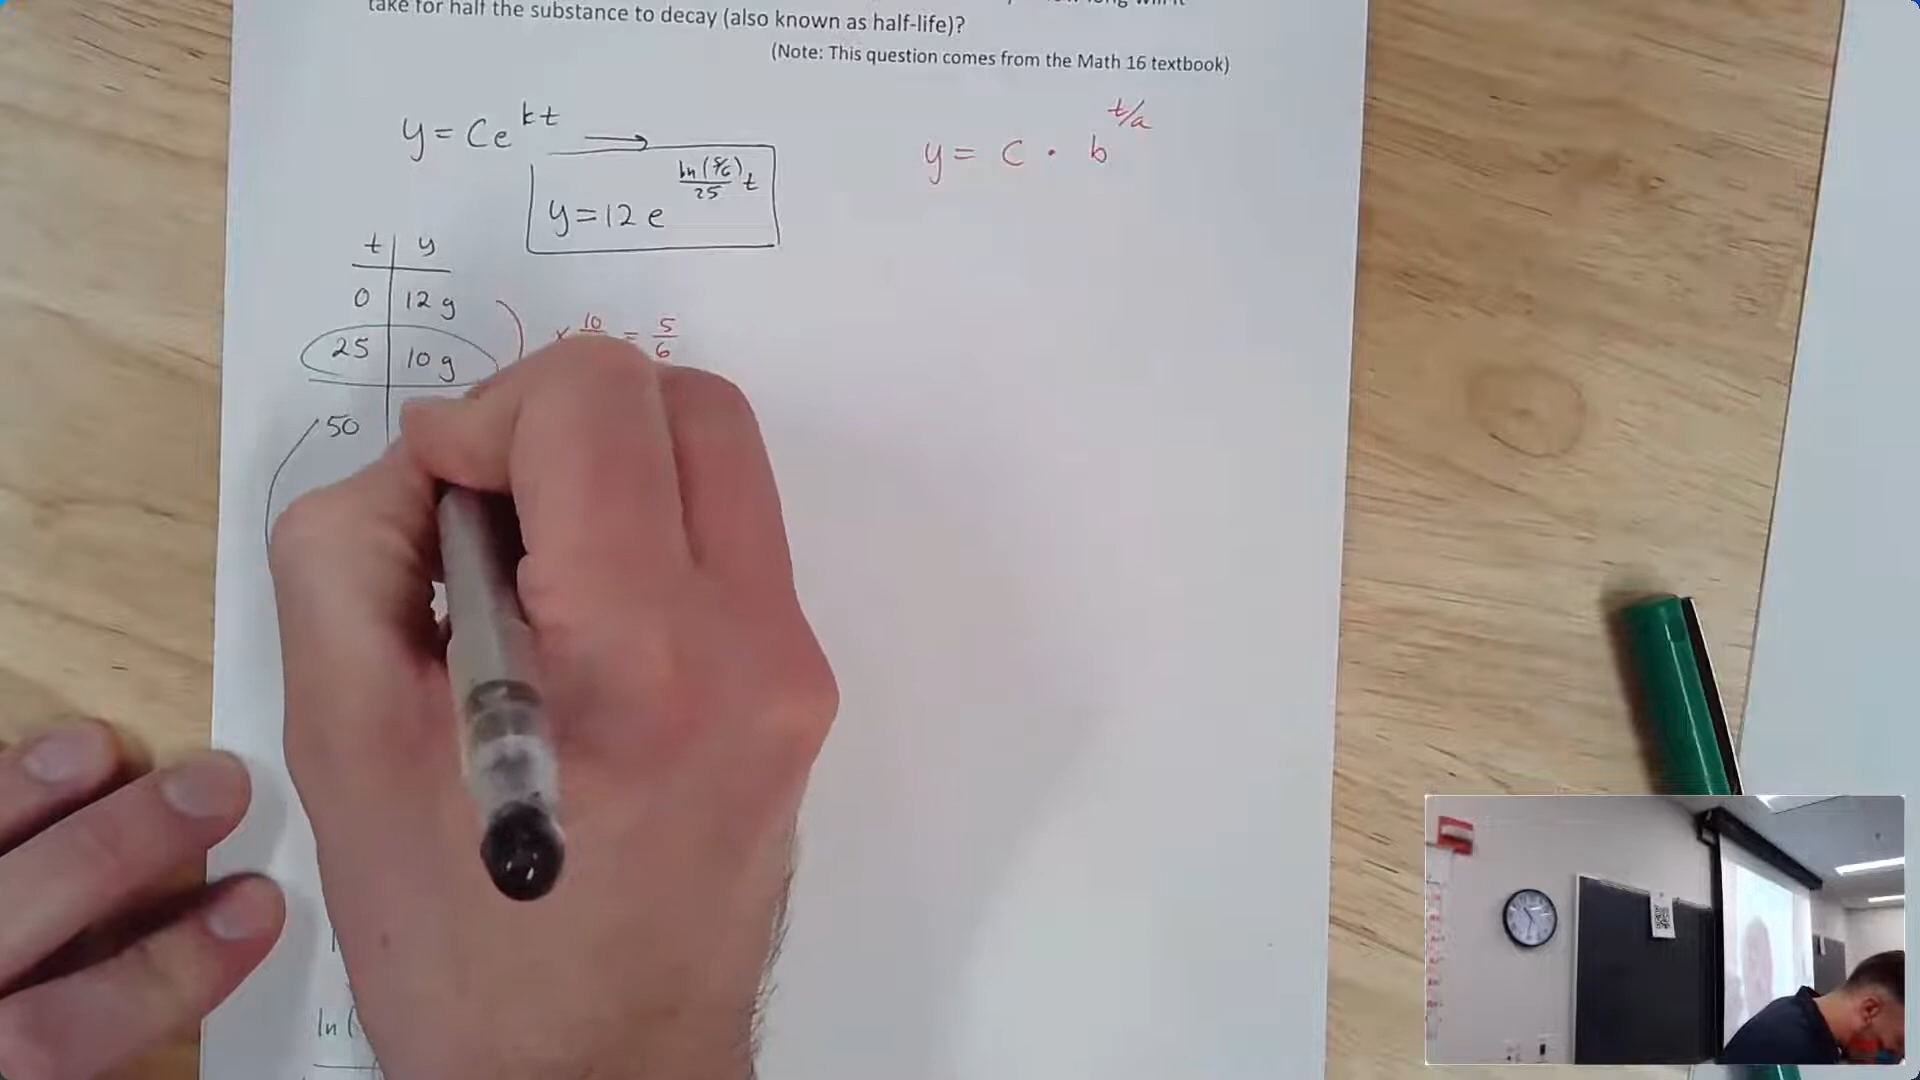 take for half the substance to decay (also known as half-life)?
(Note: This question comes from the Math 16 textbook)
y = Ce^{kt} →
y = 12 e^{\frac{ln(5/6)}{25} t}
y = C · b^{t/a}
t | y
0 | 12 g
25 | 10 g
50
× 10 = 5/6
ln (